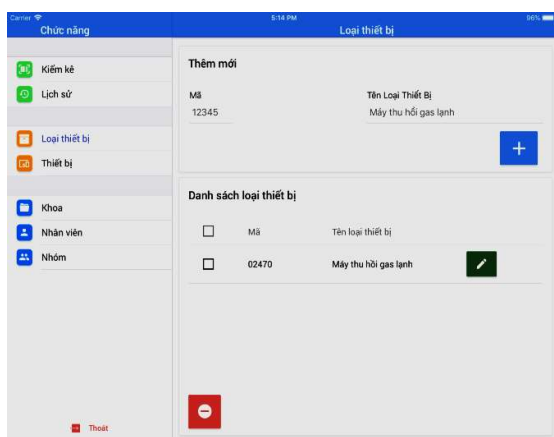 Carrier 5:14 PM 96%
Chức năng
Loại thiết bị
Kiểm kê
Lịch sử
Loại thiết bị
Thiết bị
Khoa
Nhân viên
Nhóm
Thoát
Thêm mới
Mã Tên Loại Thiết Bị
12345 Máy thu hồi gas lạnh
Danh sách loại thiết bị
Mã Tên loại thiết bị
02470 Máy thu hồi gas lạnh